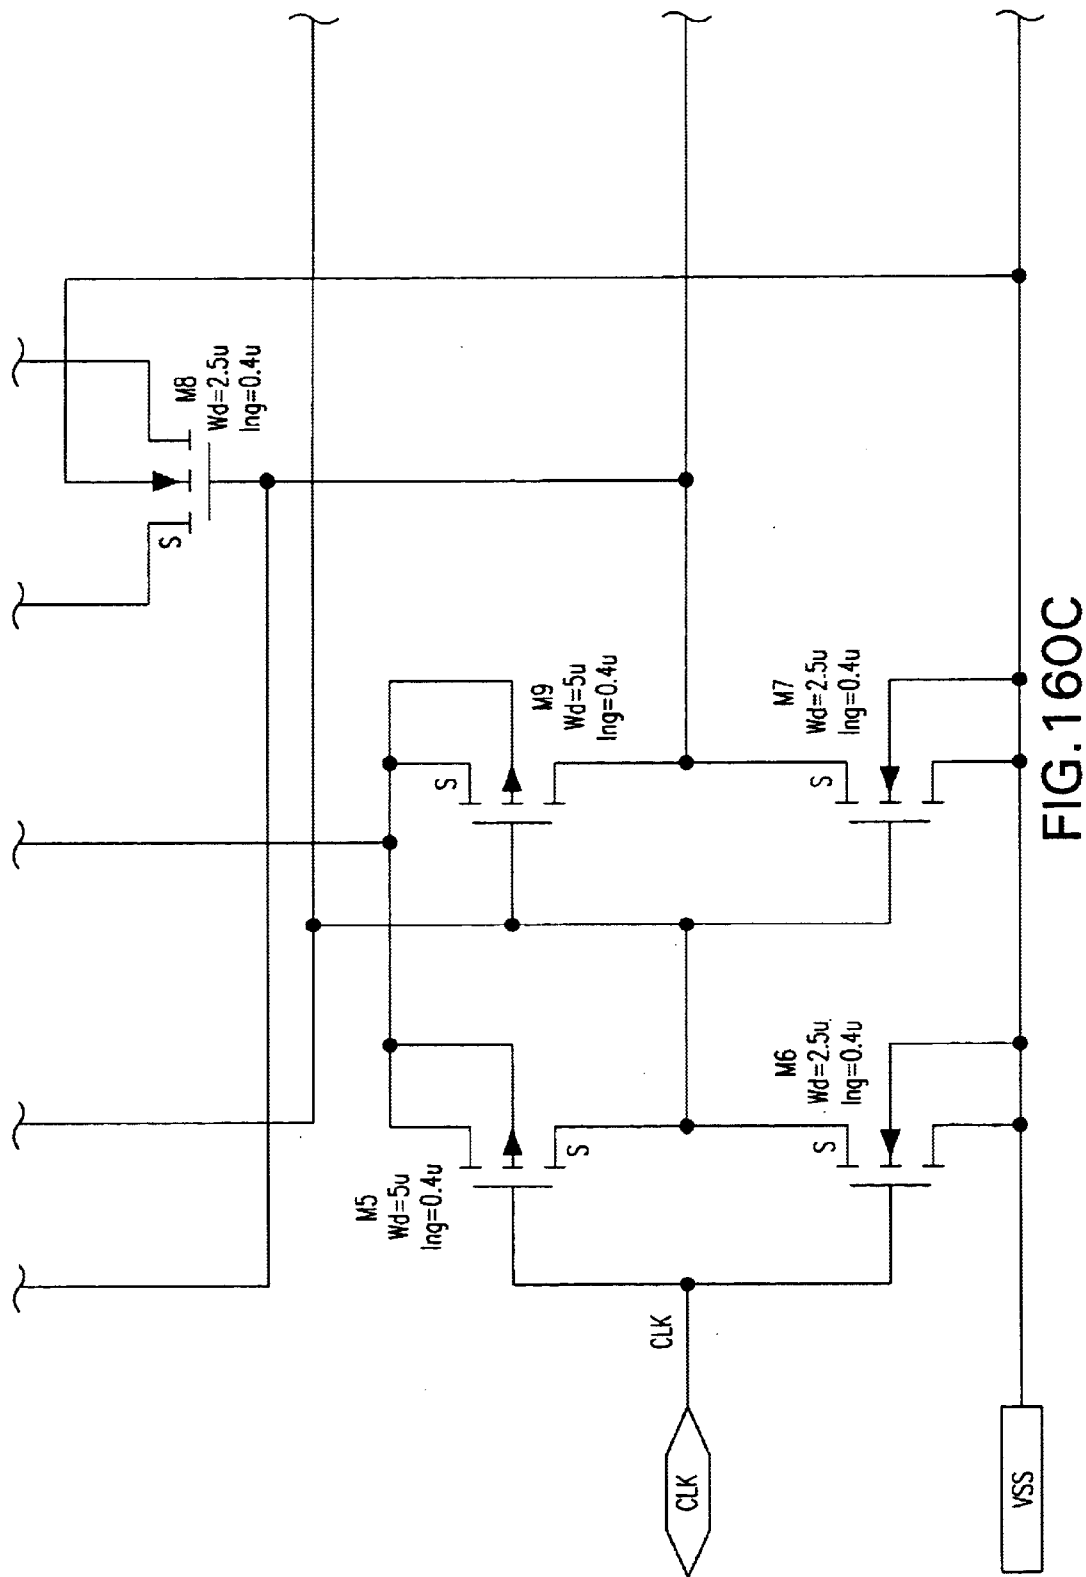 M8
Wd=2.5u
lng=0.4u
S
M9
Wd=5u
lng=0.4u
S
M7
Wd=2.5u
lng=0.4u
S
M5
Wd=5u
lng=0.4u
S
M6
Wd=2.5u
lng=0.4u
S
CLK
CLK
VSS
FIG.160C